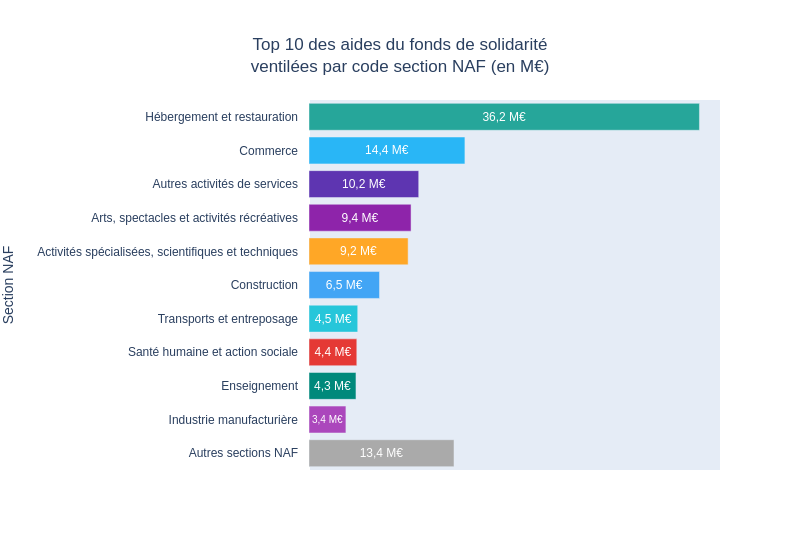 Top 10 des aides du fonds de solidarité
ventilées par code section NAF (en M€)
Section NAF
Hébergement et restauration 36,2 M€
Commerce 14,4 M€
Autres activités de services 10,2 M€
Arts, spectacles et activités récréatives 9,4 M€
Activités spécialisées, scientifiques et techniques 9,2 M€
Construction 6,5 M€
Transports et entreposage 4,5 M€
Santé humaine et action sociale 4,4 M€
Enseignement 4,3 M€
Industrie manufacturière 3,4 M€
Autres sections NAF 13,4 M€